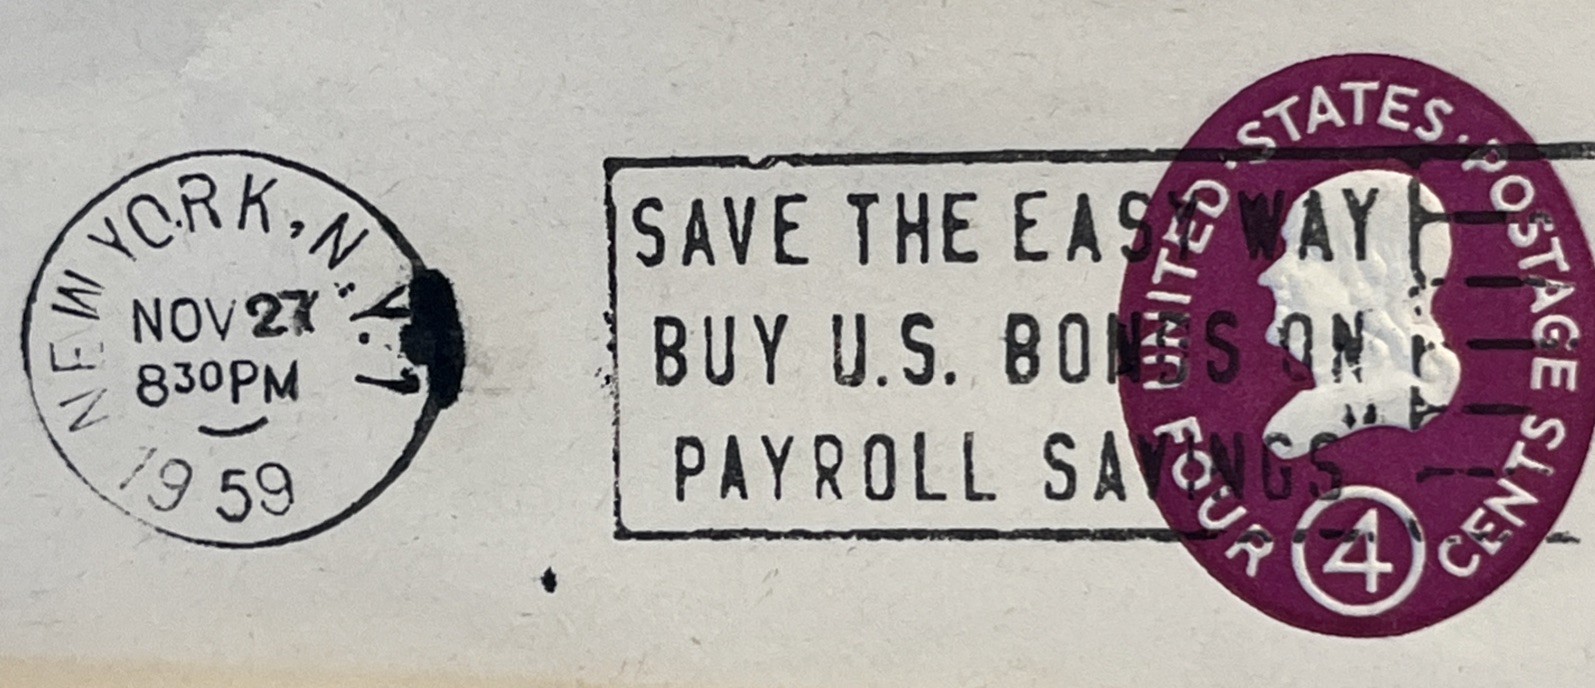 NEW YORK, N.Y. 1
NOV 27
830PM
1959
SAVE THE EASY WAY
BUY U.S. BONDS ON
PAYROLL SAVINGS
UNITED · STATES · POSTAGE
FOUR 4 CENTS